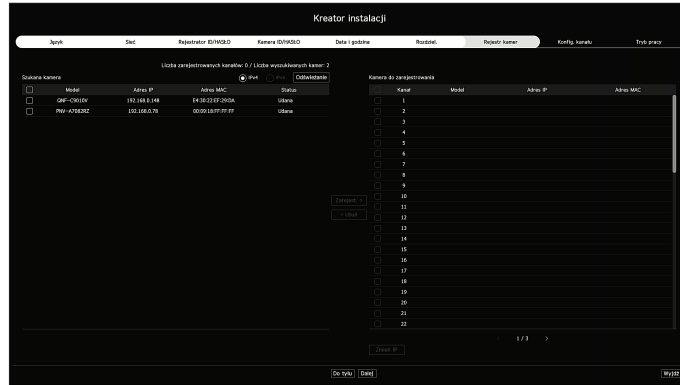 Kreator instalacji
Język Sieć Rejestrator ID/HASŁO Kamera ID/HASŁO Data i godzine Rozdziel. Rejestr kamer Konfig. kanału Tryb pracy
Liczba zarejestrowanych kanałów: 0 / Liczba wyszukiwanych kamer: 2
Szukana kamera IPv4 IPv6 Odświeżanie Kamera do zarejestrowania
Model Adres IP Adres MAC Status Kanał Model Adres IP Adres MAC
QNF-C9010V 192.168.0.148 E4:30:22:EF:29:DA Udana 1
PNV-A7082RZ 192.168.0.78 00:09:18:FF:FF:FF Udana 2
3
4
5
6
7
8
9
Zarejest. > 10
11
< Usuń 12
13
14
15
16
17
18
19
20
21
22
< 1 / 3 >
Zmień IP
Do tyłu Dalej Wyjdź